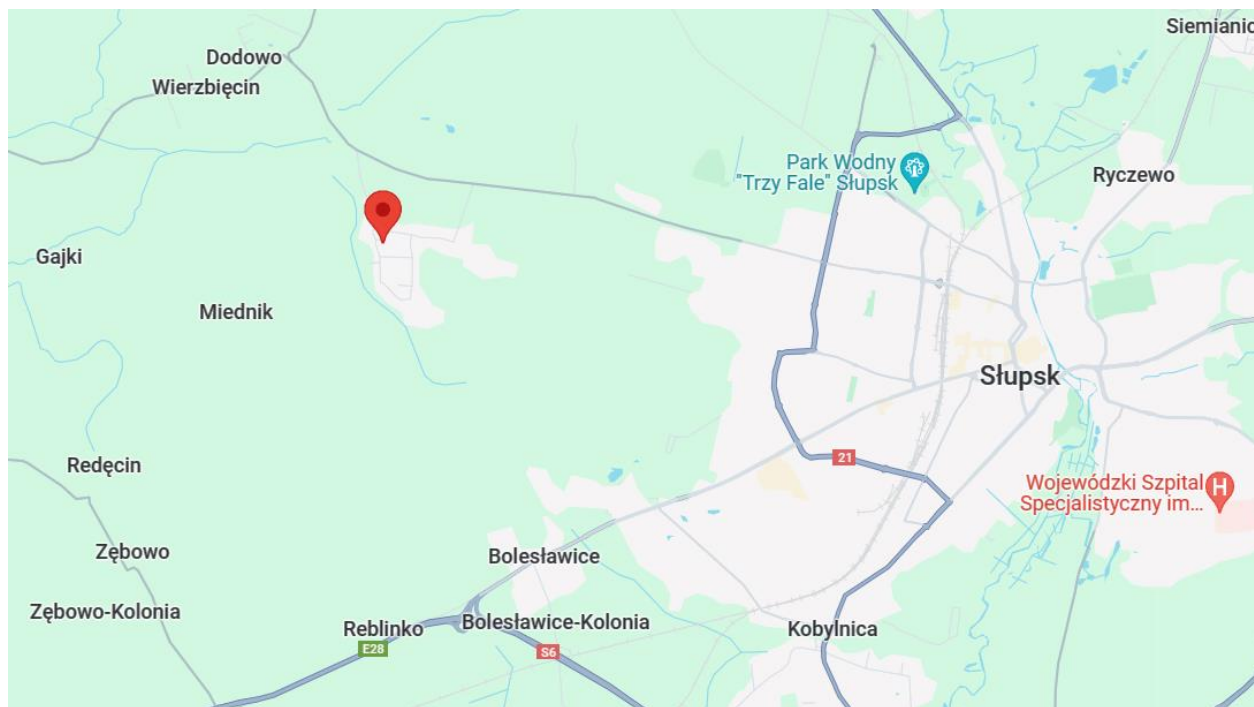 Siemianic
Dodowo
Wierzbięcin
Park Wodny
"Trzy Fale" Słupsk
Ryczewo
Gajki
Miednik
Słupsk
Redęcin
21
Wojewódzki Szpital
Specjalistyczny im...
H
Zębowo
Bolesławice
Zębowo-Kolonia
Reblinko
Bolesławice-Kolonia
Kobylnica
E28
S6